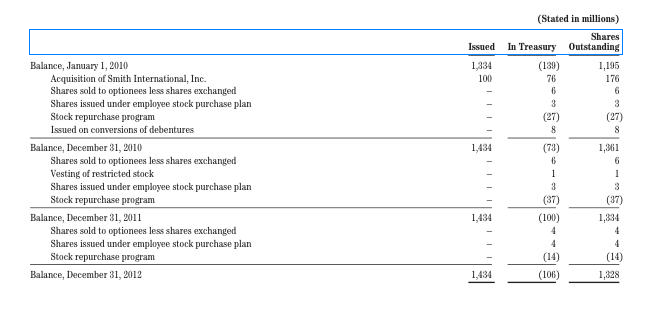 (Stated in millions)
Shares
Issued In Treasury Outstanding
Balance, January 1, 2010 1,334 (139) 1,195
Acquisition of Smith International, Inc. 100 76 176
Shares sold to optionees less shares exchanged – 6 6
Shares issued under employee stock purchase plan – 3 3
Stock repurchase program – (27) (27)
Issued on conversions of debentures – 8 8
Balance, December 31, 2010 1,434 (73) 1,361
Shares sold to optionees less shares exchanged – 6 6
Vesting of restricted stock – 1 1
Shares issued under employee stock purchase plan – 3 3
Stock repurchase program – (37) (37)
Balance, December 31, 2011 1,434 (100) 1,334
Shares sold to optionees less shares exchanged – 4 4
Shares issued under employee stock purchase plan – 4 4
Stock repurchase program – (14) (14)
Balance, December 31, 2012 1,434 (106) 1,328